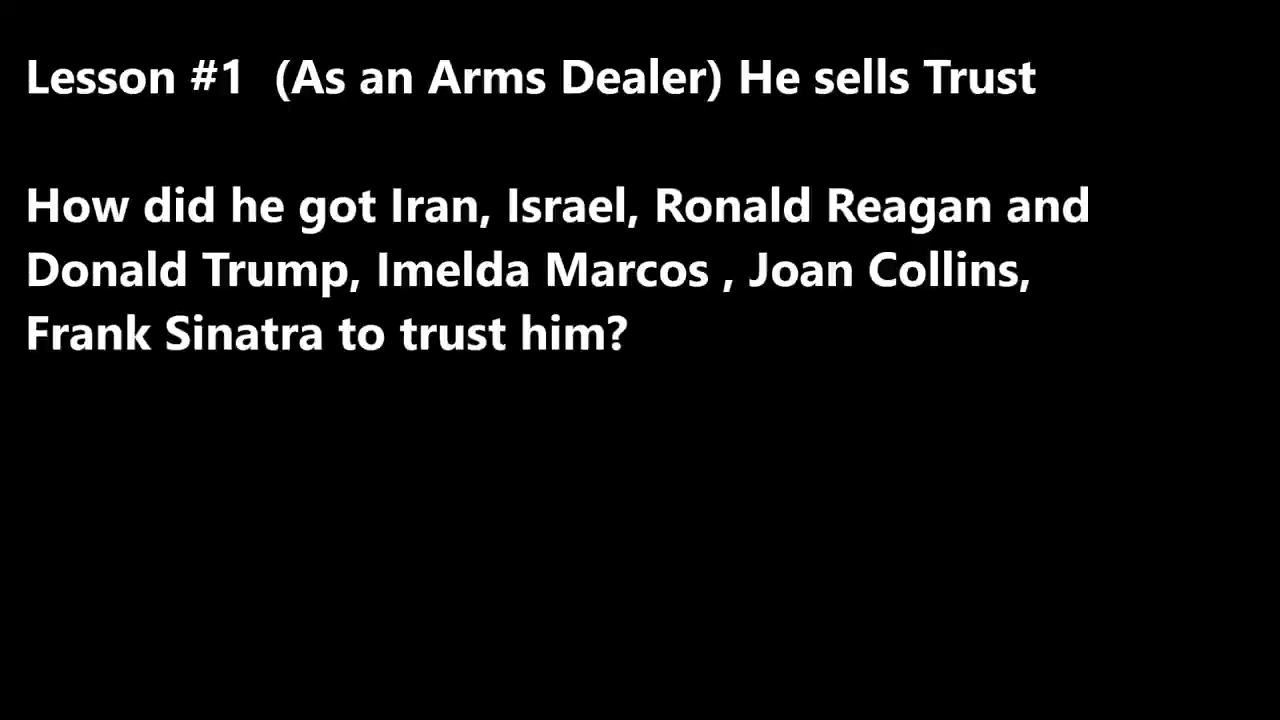 Lesson #1  (As an Arms Dealer) He sells Trust
How did he got Iran, Israel, Ronald Reagan and
Donald Trump, Imelda Marcos , Joan Collins,
Frank Sinatra to trust him?